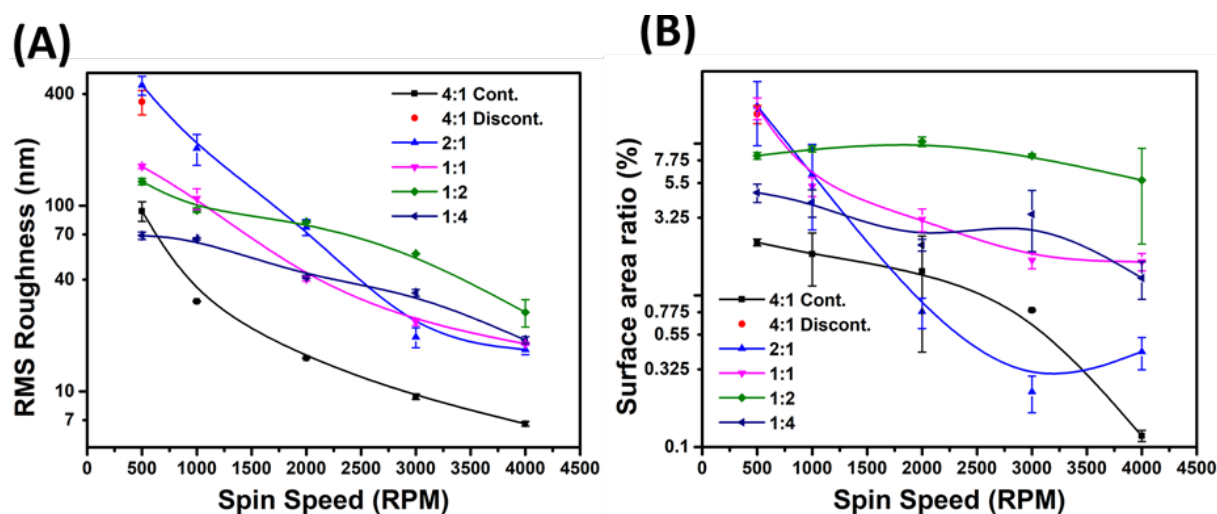 (A)
400
100
70
40
10
7
RMS Roughness (nm)
0 500 1000 1500 2000 2500 3000 3500 4000 4500
Spin Speed (RPM)
4:1 Cont.
4:1 Discont.
2:1
1:1
1:2
1:4
(B)
7.75
5.5
3.25
0.775
0.55
0.325
0.1
Surface area ratio (%)
4:1 Cont.
4:1 Discont.
2:1
1:1
1:2
1:4
0 500 1000 1500 2000 2500 3000 3500 4000 4500
Spin Speed (RPM)